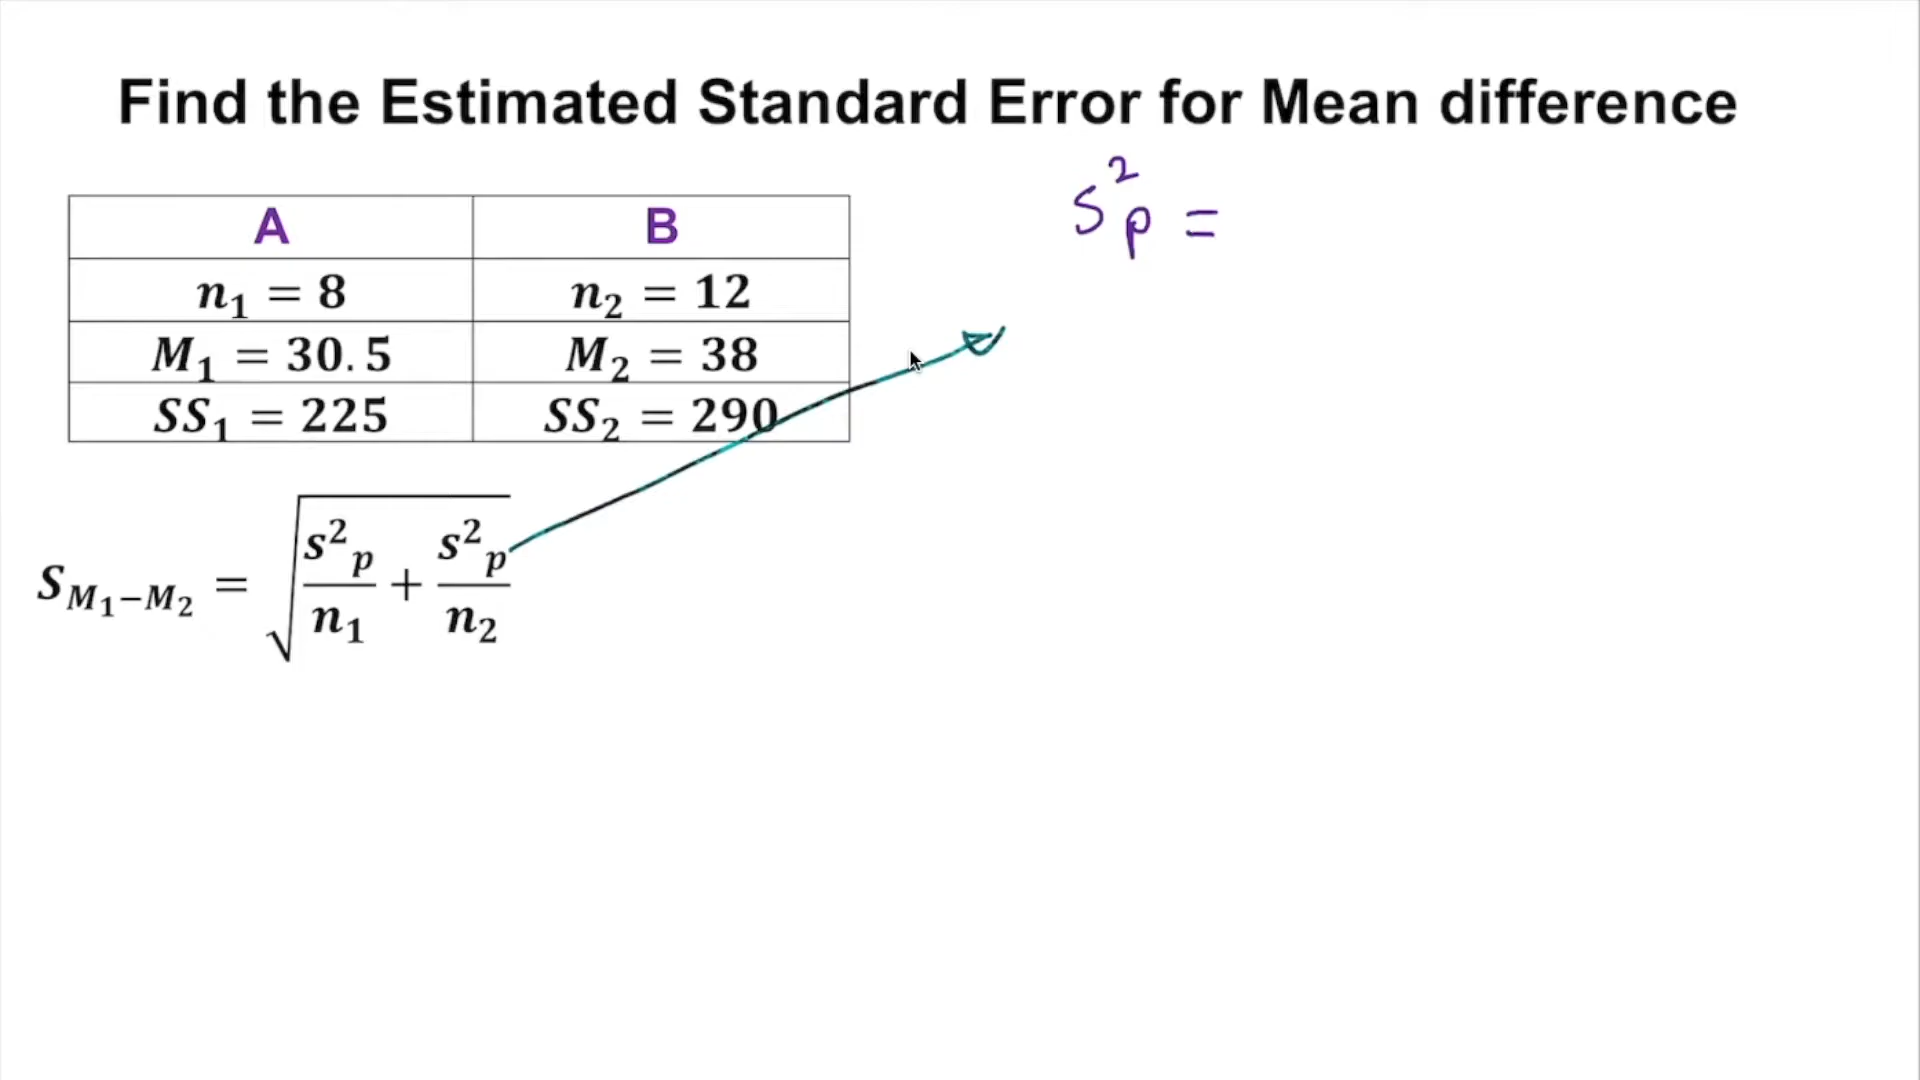 Find the Estimated Standard Error for Mean difference
A B
n₁ = 8 n₂ = 12
M₁ = 30.5 M₂ = 38
SS₁ = 225 SS₂ = 290
s²ₚ =
S_{M₁−M₂} = √(s²ₚ/n₁ + s²ₚ/n₂)